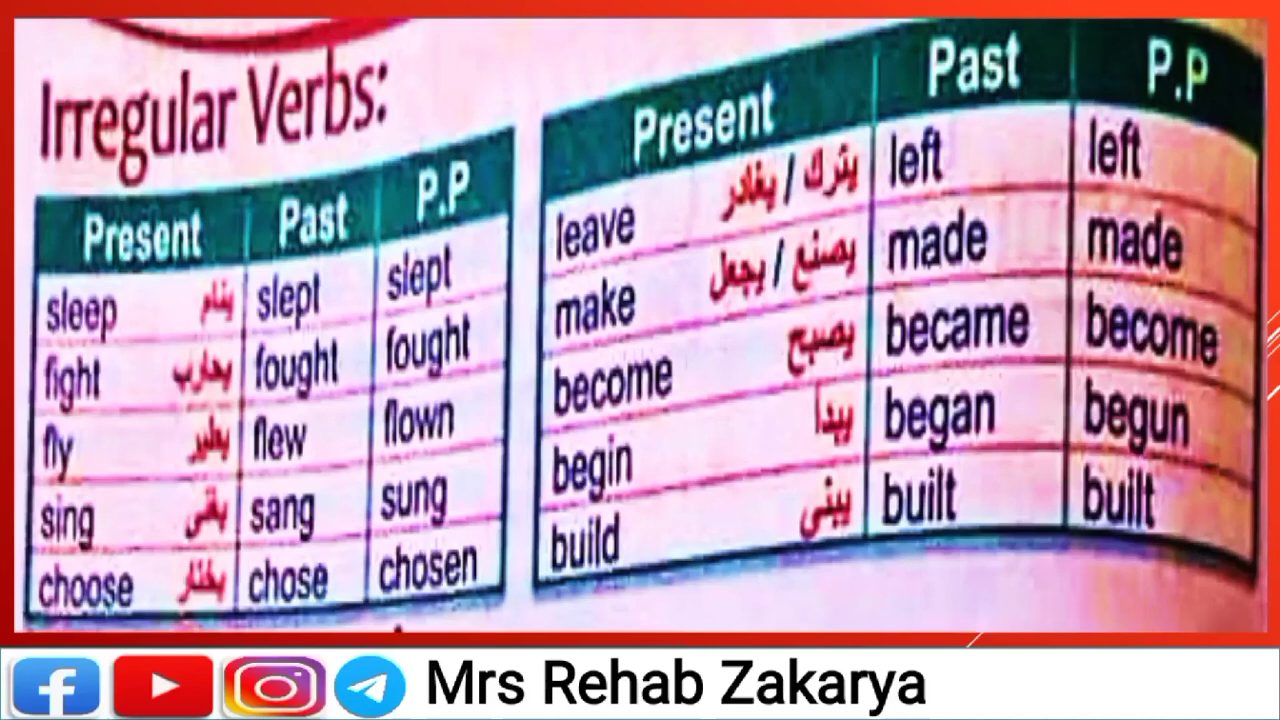 Irregular Verbs:
Present Past P.P
sleep ينام slept slept
fight يحارب fought fought
fly يطير flew flown
sing يغنى sang sung
choose يختار chose chosen
Present Past P.P
leave يترك / يغادر left left
make يصنع / يجعل made made
become يصبح became become
begin يبدأ began begun
build يبنى built built
Mrs Rehab Zakarya